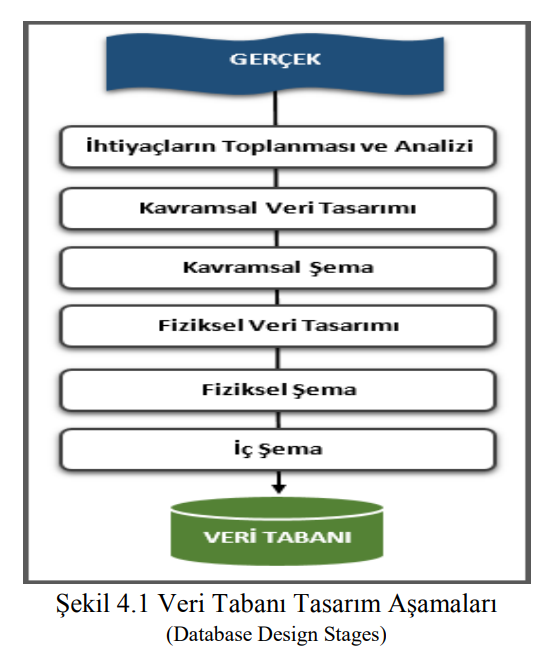 GERÇEK
İhtiyaçların Toplanması ve Analizi
Kavramsal Veri Tasarımı
Kavramsal Şema
Fiziksel Veri Tasarımı
Fiziksel Şema
İç Şema
VERİ TABANI
Şekil 4.1 Veri Tabanı Tasarım Aşamaları
(Database Design Stages)